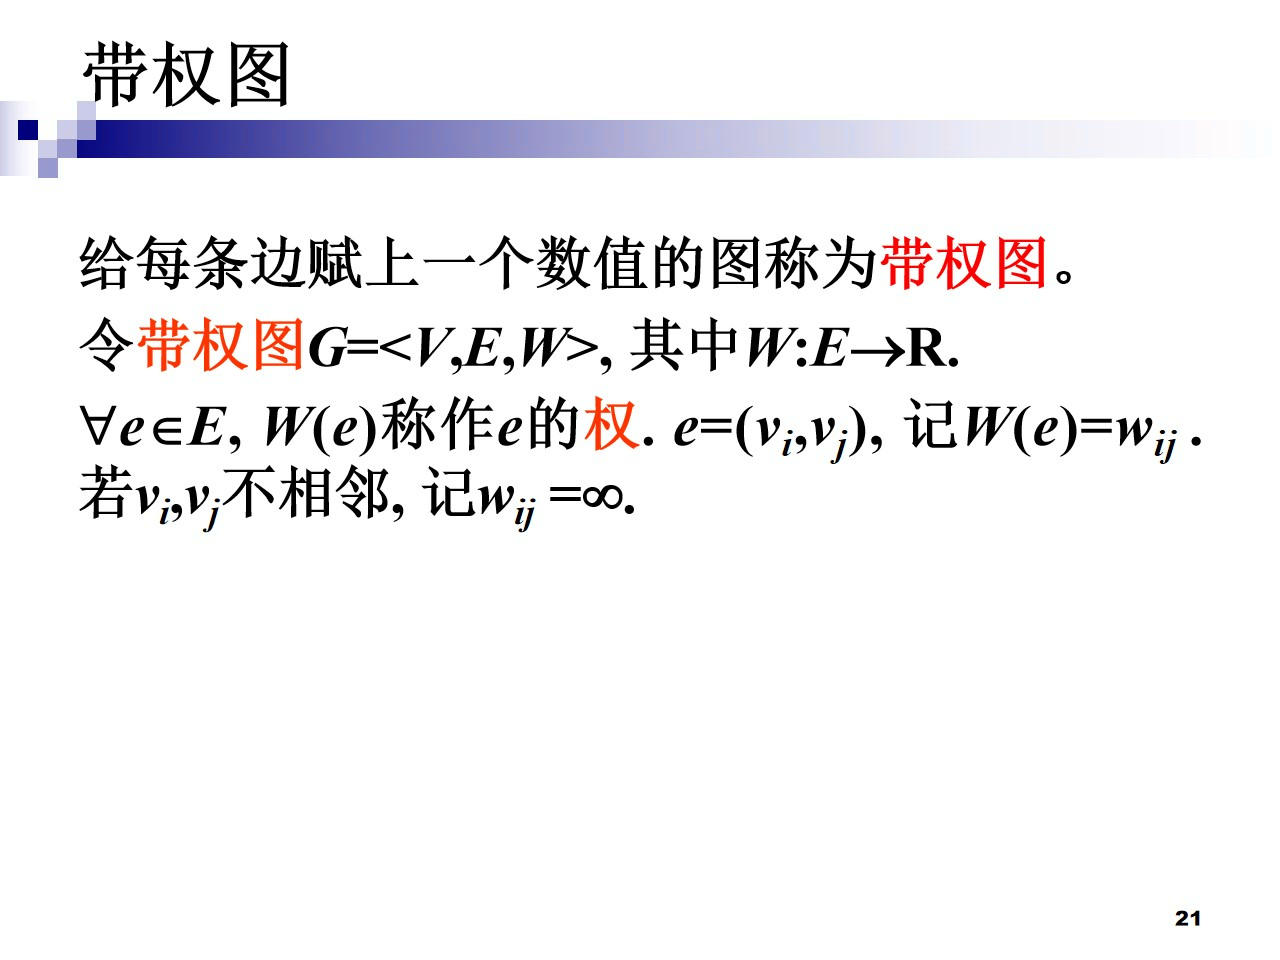 带权图
给每条边赋上一个数值的图称为带权图。
令带权图G=<V,E,W>, 其中W:E→R.
∀e∈E, W(e)称作e的权. e=(vi,vj), 记W(e)=wij .
若vi,vj不相邻, 记wij =∞.
21